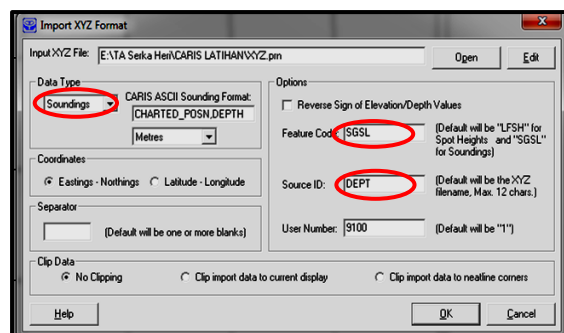 Import XYZ Format
Input XYZ File: E:\TA Serka Heri\CARIS LATIHAN\XYZ.prn Open Edit
Data Type
Soundings
CARIS ASCII Sounding Format:
CHARTED_POSN,DEPTH
Metres
Coordinates
Eastings - Northings Latitude - Longitude
Separator
(Default will be one or more blanks)
Options
Reverse Sign of Elevation/Depth Values
Feature Code: SGSL (Default will be "LFSH" for
Spot Heights and "SGSL"
for Soundings)
Source ID: DEPT (Default will be the XYZ
filename, Max. 12 chars.)
User Number: 9100 (Default will be "1")
Clip Data
No Clipping Clip import data to current display Clip import data to neatline corners
Help OK Cancel